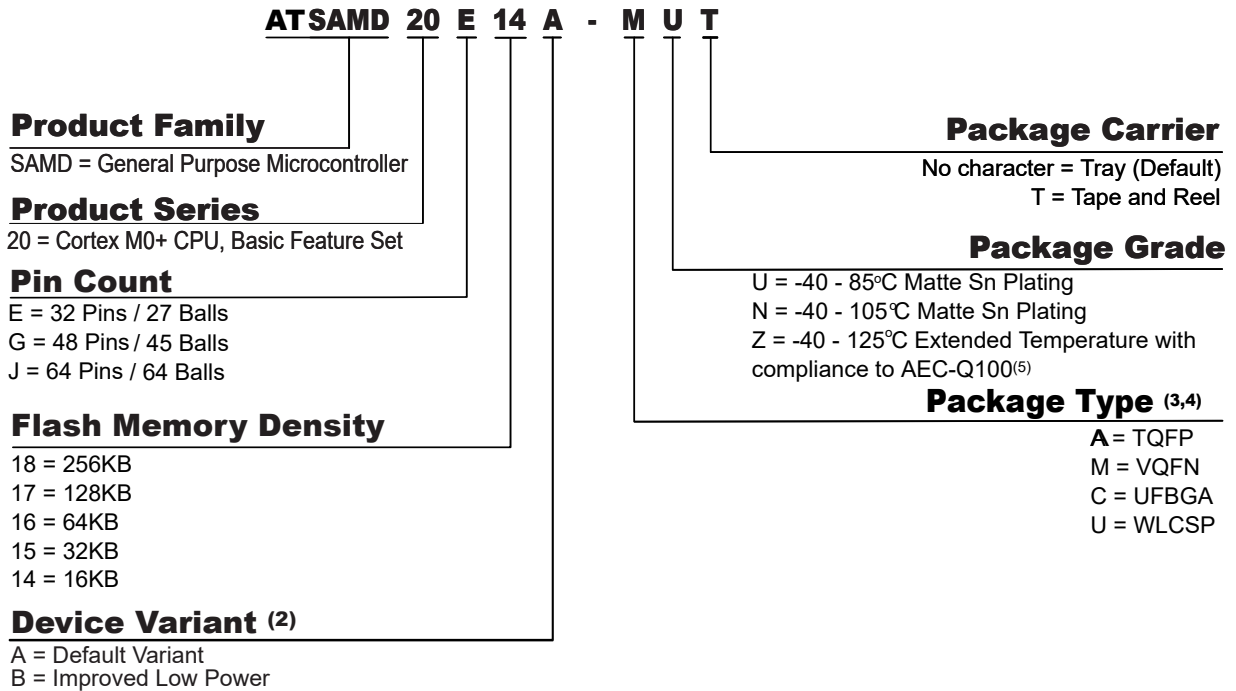 ATSAMD 20 E 14 A - M U T
Product Family
SAMD = General Purpose Microcontroller
Product Series
20 = Cortex M0+ CPU, Basic Feature Set
Pin Count
E = 32 Pins / 27 Balls
G = 48 Pins / 45 Balls
J = 64 Pins / 64 Balls
Flash Memory Density
18 = 256KB
17 = 128KB
16 = 64KB
15 = 32KB
14 = 16KB
Device Variant (2)
A = Default Variant
B = Improved Low Power
Package Carrier
No character = Tray (Default)
T = Tape and Reel
Package Grade
U = -40 - 85°C Matte Sn Plating
N = -40 - 105°C Matte Sn Plating
Z = -40 - 125°C Extended Temperature with
compliance to AEC-Q100(5)
Package Type (3,4)
A = TQFP
M = VQFN
C = UFBGA
U = WLCSP